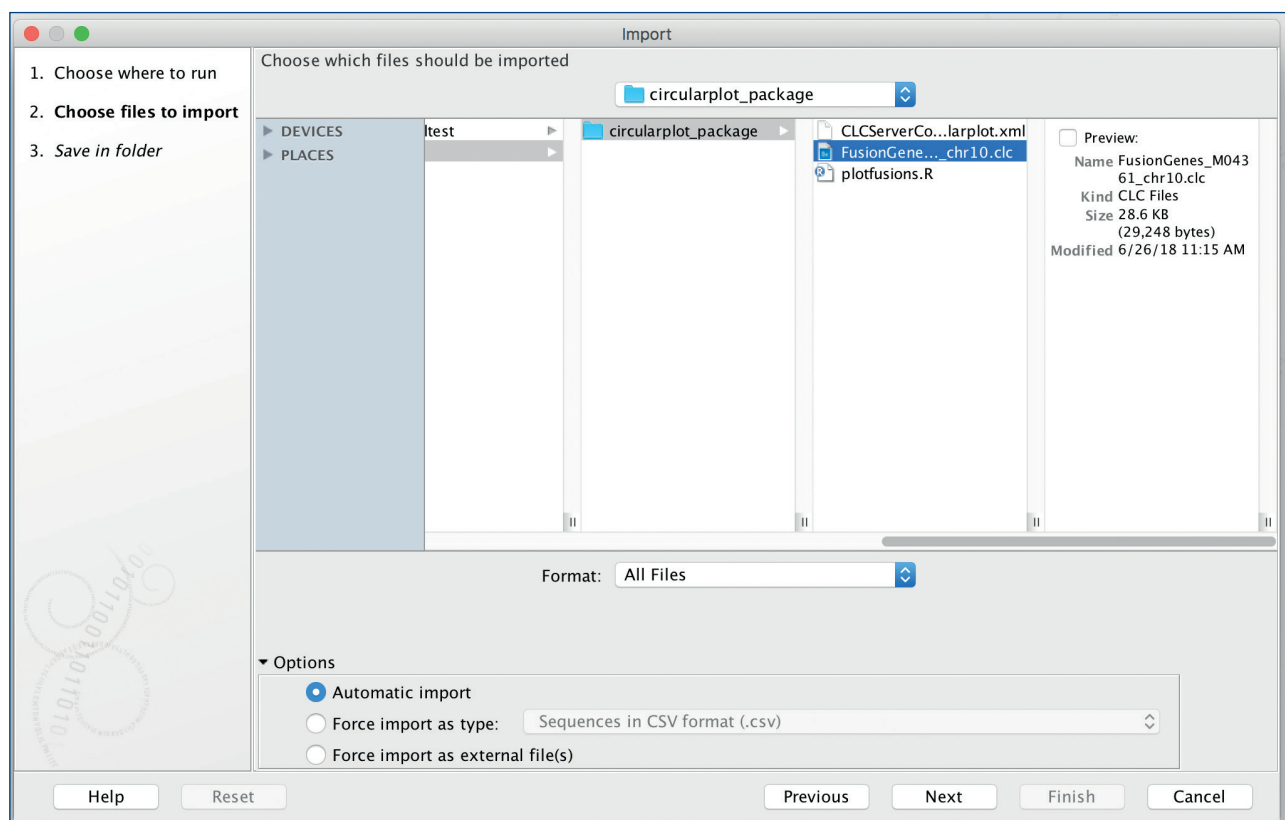 Import
1. Choose where to run
2. Choose files to import
3. Save in folder
Choose which files should be imported
circularplot_package
DEVICES
PLACES
ltest
circularplot_package
CLCServerCo...larplot.xml
FusionGene..._chr10.clc
plotfusions.R
Preview:
Name FusionGenes_M043
61_chr10.clc
Kind CLC Files
Size 28.6 KB
(29,248 bytes)
Modified 6/26/18 11:15 AM
Format: All Files
Options
Automatic import
Force import as type: Sequences in CSV format (.csv)
Force import as external file(s)
Help Reset Previous Next Finish Cancel